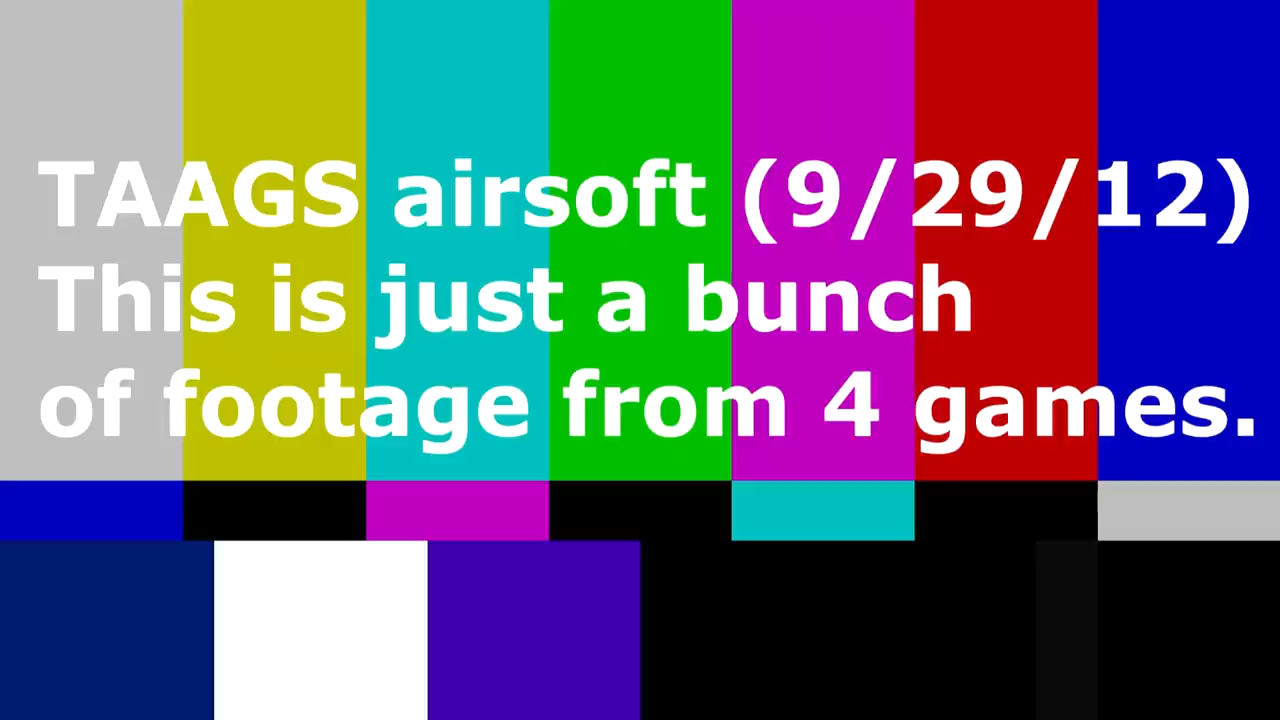 TAAGS airsoft (9/29/12)
This is just a bunch
of footage from 4 games.